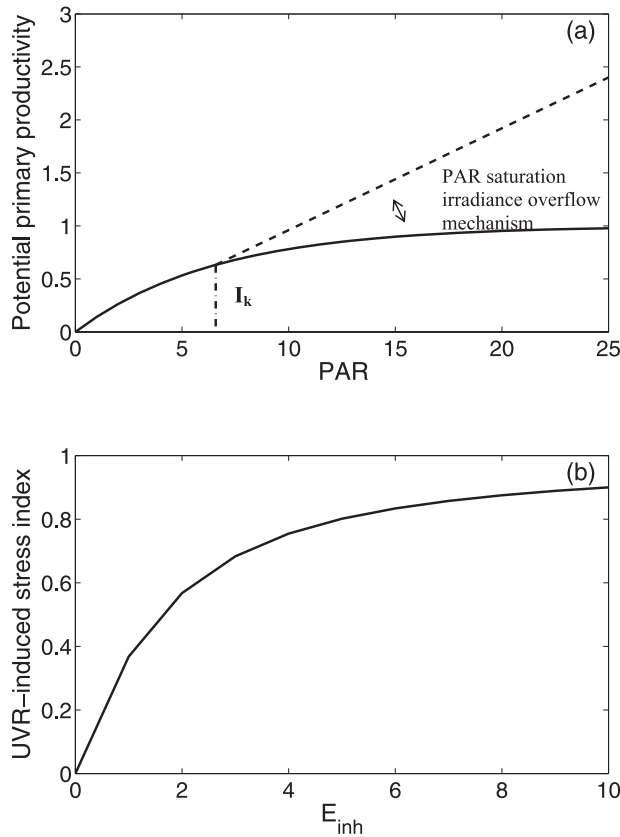 (a)
Potential primary productivity
3
2.5
2
1.5
1
0.5
0
PAR saturation
irradiance overflow
mechanism
I_k
0 5 10 15 20 25
PAR
(b)
UVR-induced stress index
1
0.8
0.6
0.4
0.2
0
0 2 4 6 8 10
E_inh